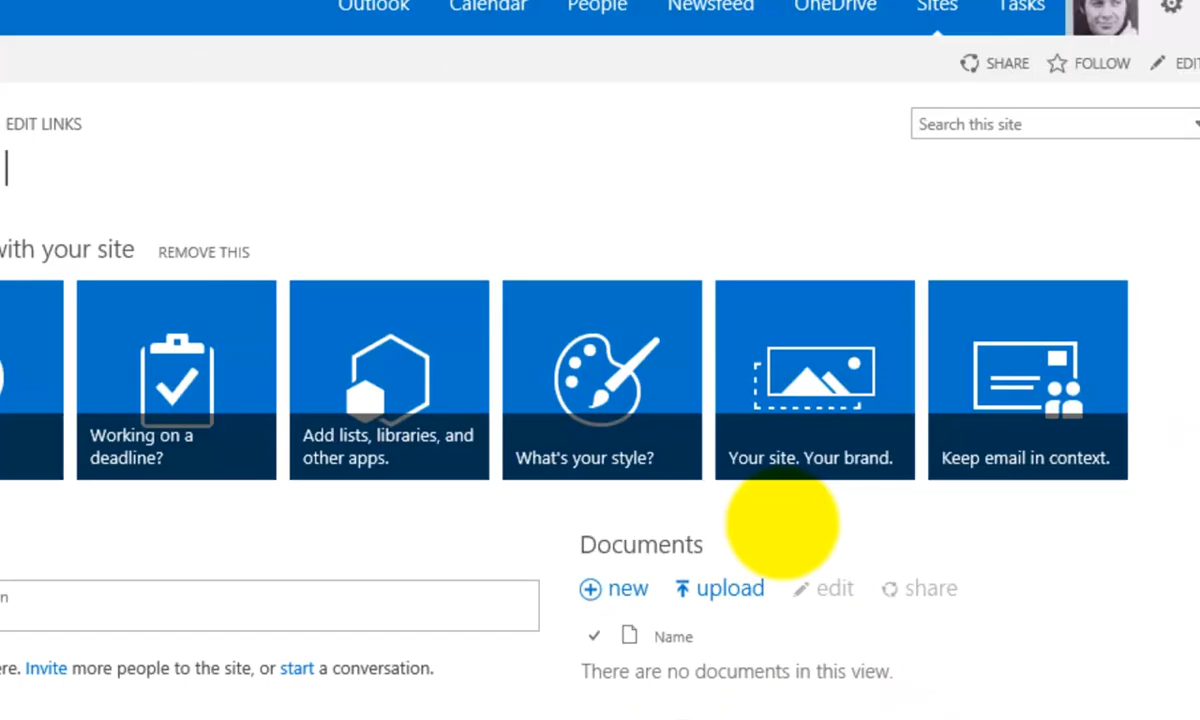 Outlook Calendar People Newsfeed OneDrive Sites Tasks
SHARE FOLLOW
EDIT LINKS
Search this site
with your site REMOVE THIS
Working on a
deadline?
Add lists, libraries, and
other apps.
What's your style?
Your site. Your brand.
Keep email in context.
Documents
new upload edit share
Name
Invite more people to the site, or start a conversation.
There are no documents in this view.